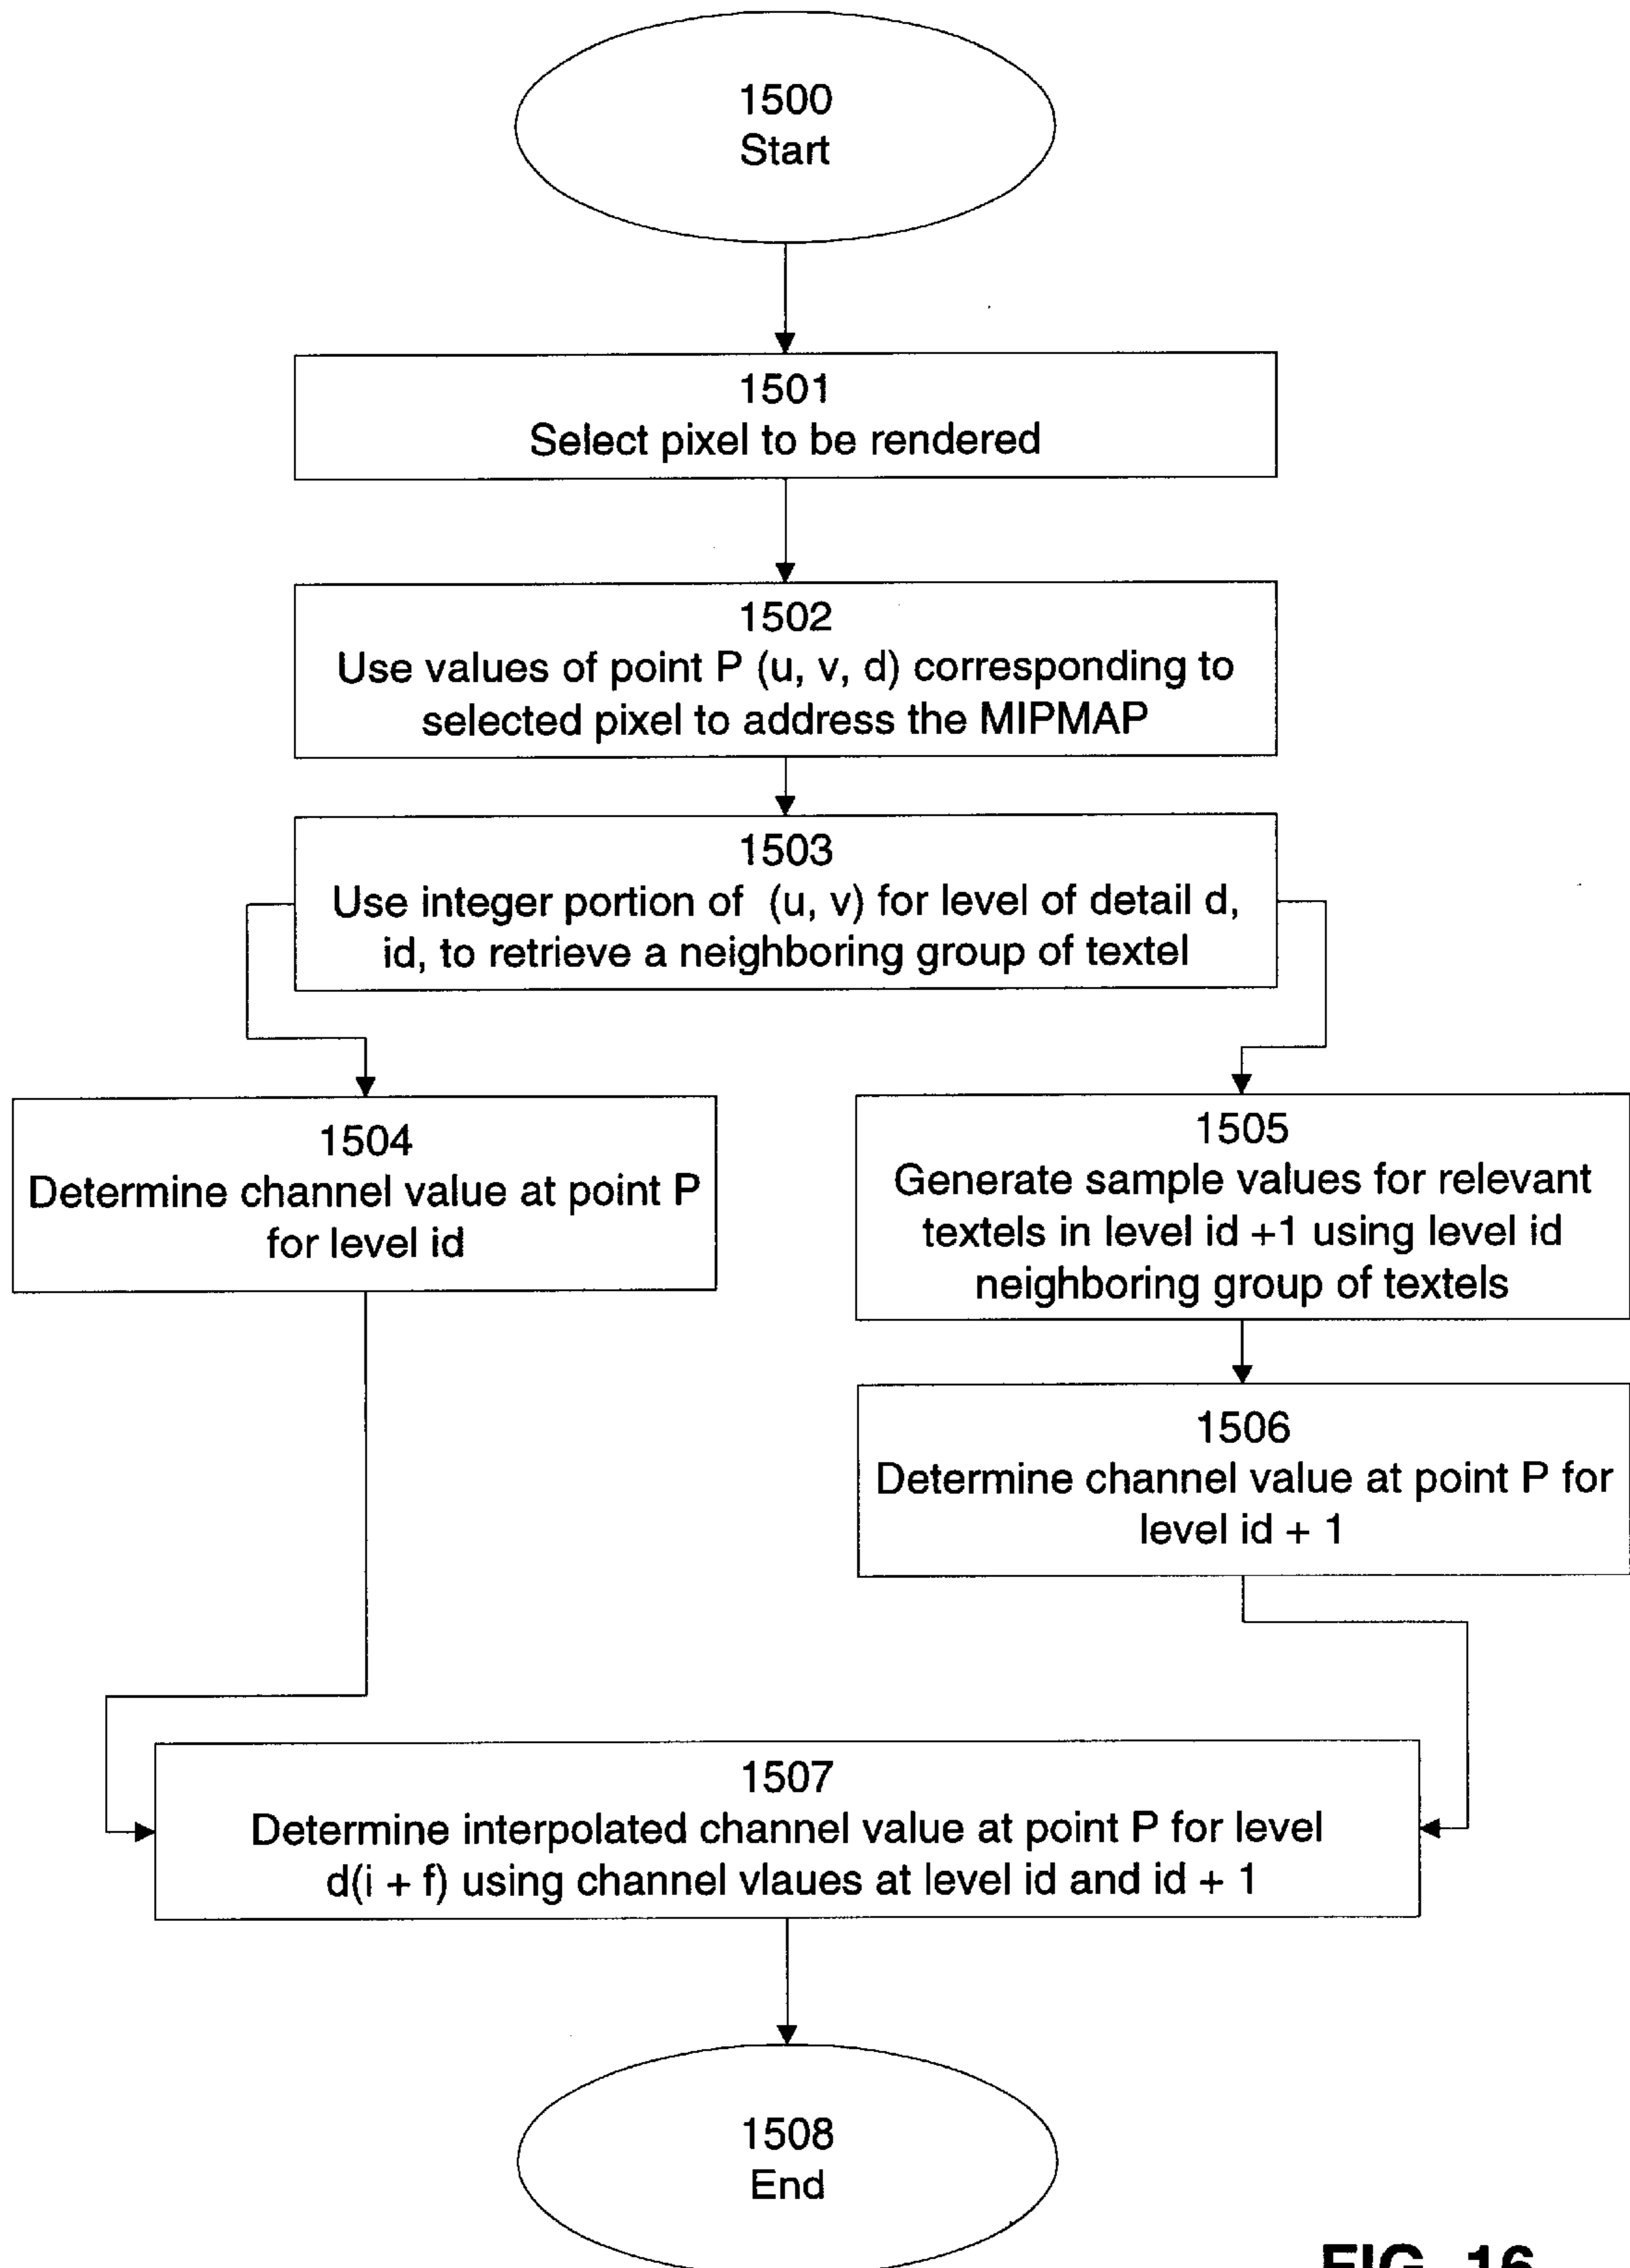 1500
Start
1501
Select pixel to be rendered
1502
Use values of point P (u, v, d) corresponding to
selected pixel to address the MIPMAP
1503
Use integer portion of (u, v) for level of detail d,
id, to retrieve a neighboring group of textel
1504
Determine channel value at point P
for level id
1505
Generate sample values for relevant
textels in level id +1 using level id
neighboring group of textels
1506
Determine channel value at point P for
level id + 1
1507
Determine interpolated channel value at point P for level
d(i + f) using channel vlaues at level id and id + 1
1508
End
FIG. 16